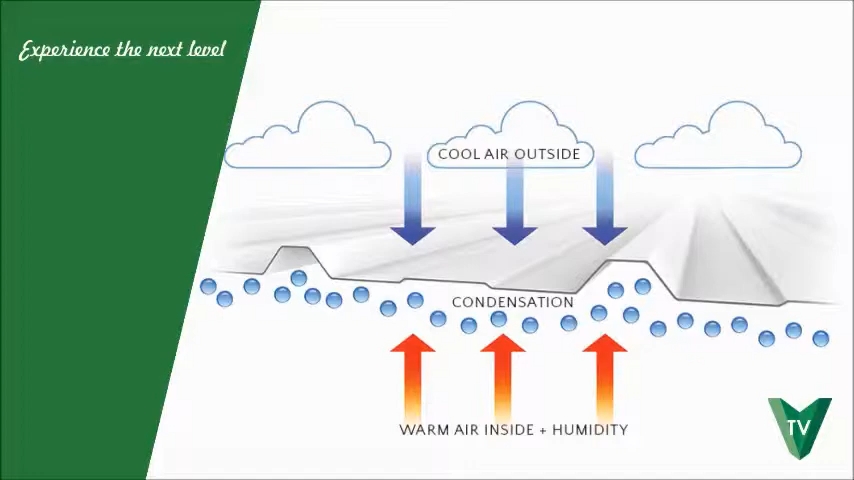 Experience the next level
COOL AIR OUTSIDE
CONDENSATION
WARM AIR INSIDE + HUMIDITY
TV